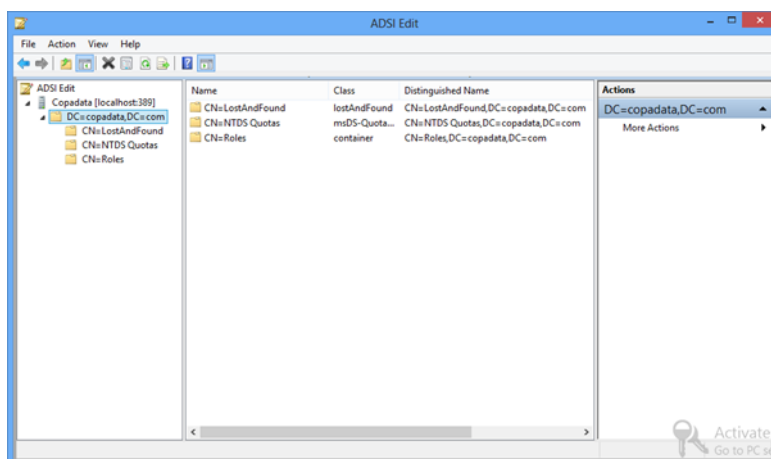 ADSI Edit
File Action View Help
ADSI Edit
Copadata [localhost:389]
DC=copadata,DC=com
CN=LostAndFound
CN=NTDS Quotas
CN=Roles
Name Class Distinguished Name
CN=LostAndFound lostAndFound CN=LostAndFound,DC=copadata,DC=com
CN=NTDS Quotas msDS-Quota... CN=NTDS Quotas,DC=copadata,DC=com
CN=Roles container CN=Roles,DC=copadata,DC=com
Actions
DC=copadata,DC=com
More Actions
Activate
Go to PC se